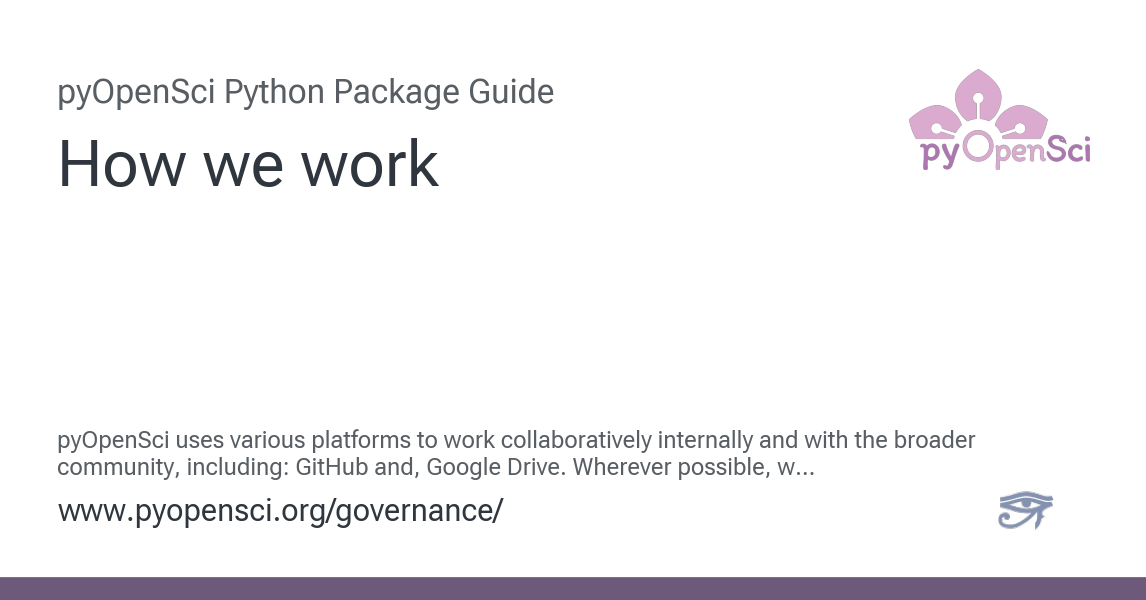 pyOpenSci Python Package Guide
How we work
pyOpenSci
pyOpenSci uses various platforms to work collaboratively internally and with the broader
community, including: GitHub and, Google Drive. Wherever possible, w...
www.pyopensci.org/governance/